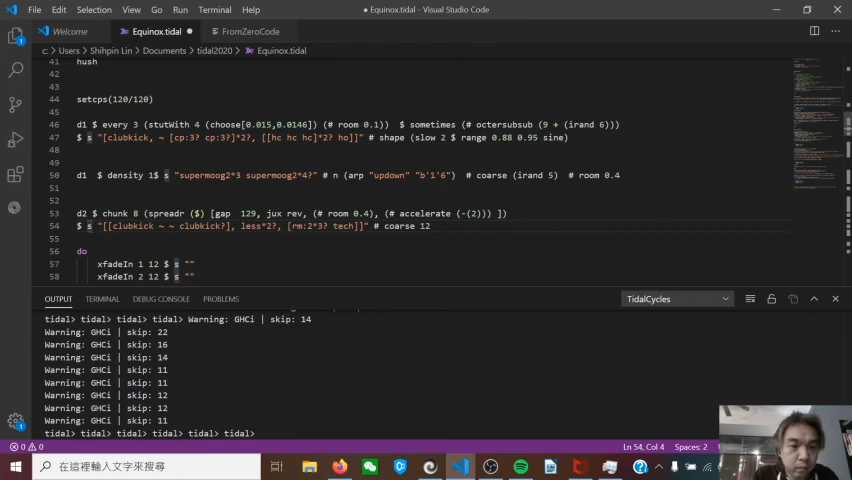 File Edit Selection View Go Run Terminal Help
● Equinox.tidal - Visual Studio Code
Welcome
Equinox.tidal
FromZeroCode
c: > Users > Shihpin Lin > Documents > tidal2020 > Equinox.tidal
41 hush
42
43
44 setcps(120/120)
45
46 d1 $ every 3 (stutWith 4 (choose[0.015,0.0146]) (# room 0.1)) $ sometimes (# octersubsub (9 + (irand 6)))
47 $ s "[clubkick, ~ [cp:3? cp:3?]*2?, [[hc hc hc]*2? ho]]" # shape (slow 2 $ range 0.88 0.95 sine)
48
49
50 d1 $ density 1$ s "supermoog2*3 supermoog2*4?" # n (arp "updown" "b'1'6") # coarse (irand 5) # room 0.4
51
52
53 d2 $ chunk 8 (spreadr ($) [gap 129, jux rev, (# room 0.4), (# accelerate (-(2))) ])
54 $ s "[[clubkick ~ ~ clubkick?], less*2?, [rm:2*3? tech]]" # coarse 12
55
56 do
57 xfadeIn 1 12 $ s ""
58 xfadeIn 2 12 $ s ""
OUTPUT TERMINAL DEBUG CONSOLE PROBLEMS
TidalCycles
tidal> tidal> tidal> tidal> Warning: GHCi | skip: 14
Warning: GHCi | skip: 22
Warning: GHCi | skip: 16
Warning: GHCi | skip: 14
Warning: GHCi | skip: 11
Warning: GHCi | skip: 11
Warning: GHCi | skip: 12
Warning: GHCi | skip: 12
Warning: GHCi | skip: 11
tidal> tidal> tidal> tidal> tidal> tidal>
0 0
Ln 54, Col 4 Spaces: 2
在這裡輸入文字來搜尋